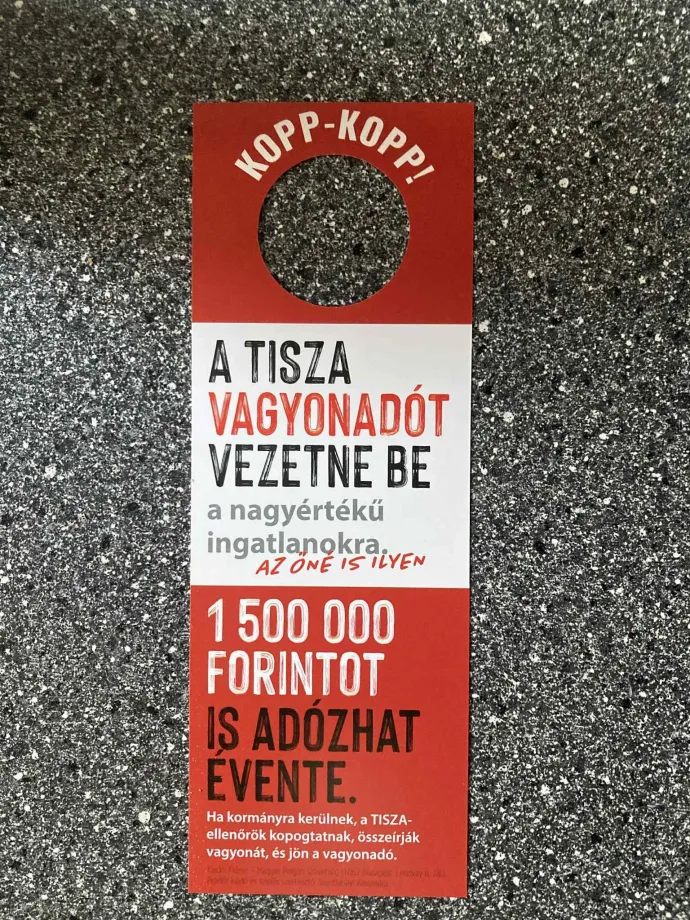 KOPP-KOPP!
A TISZA
VAGYONADÓT
VEZETNE BE
a nagyértékű
ingatlanokra.
AZ ÖNÉ IS ILYEN
1 500 000
FORINTOT
IS ADÓZHAT
ÉVENTE.
Ha kormányra kerülnek, a TISZA-
ellenőrök kopogtatnak, összeírják
vagyonát, és jön a vagyonadó.